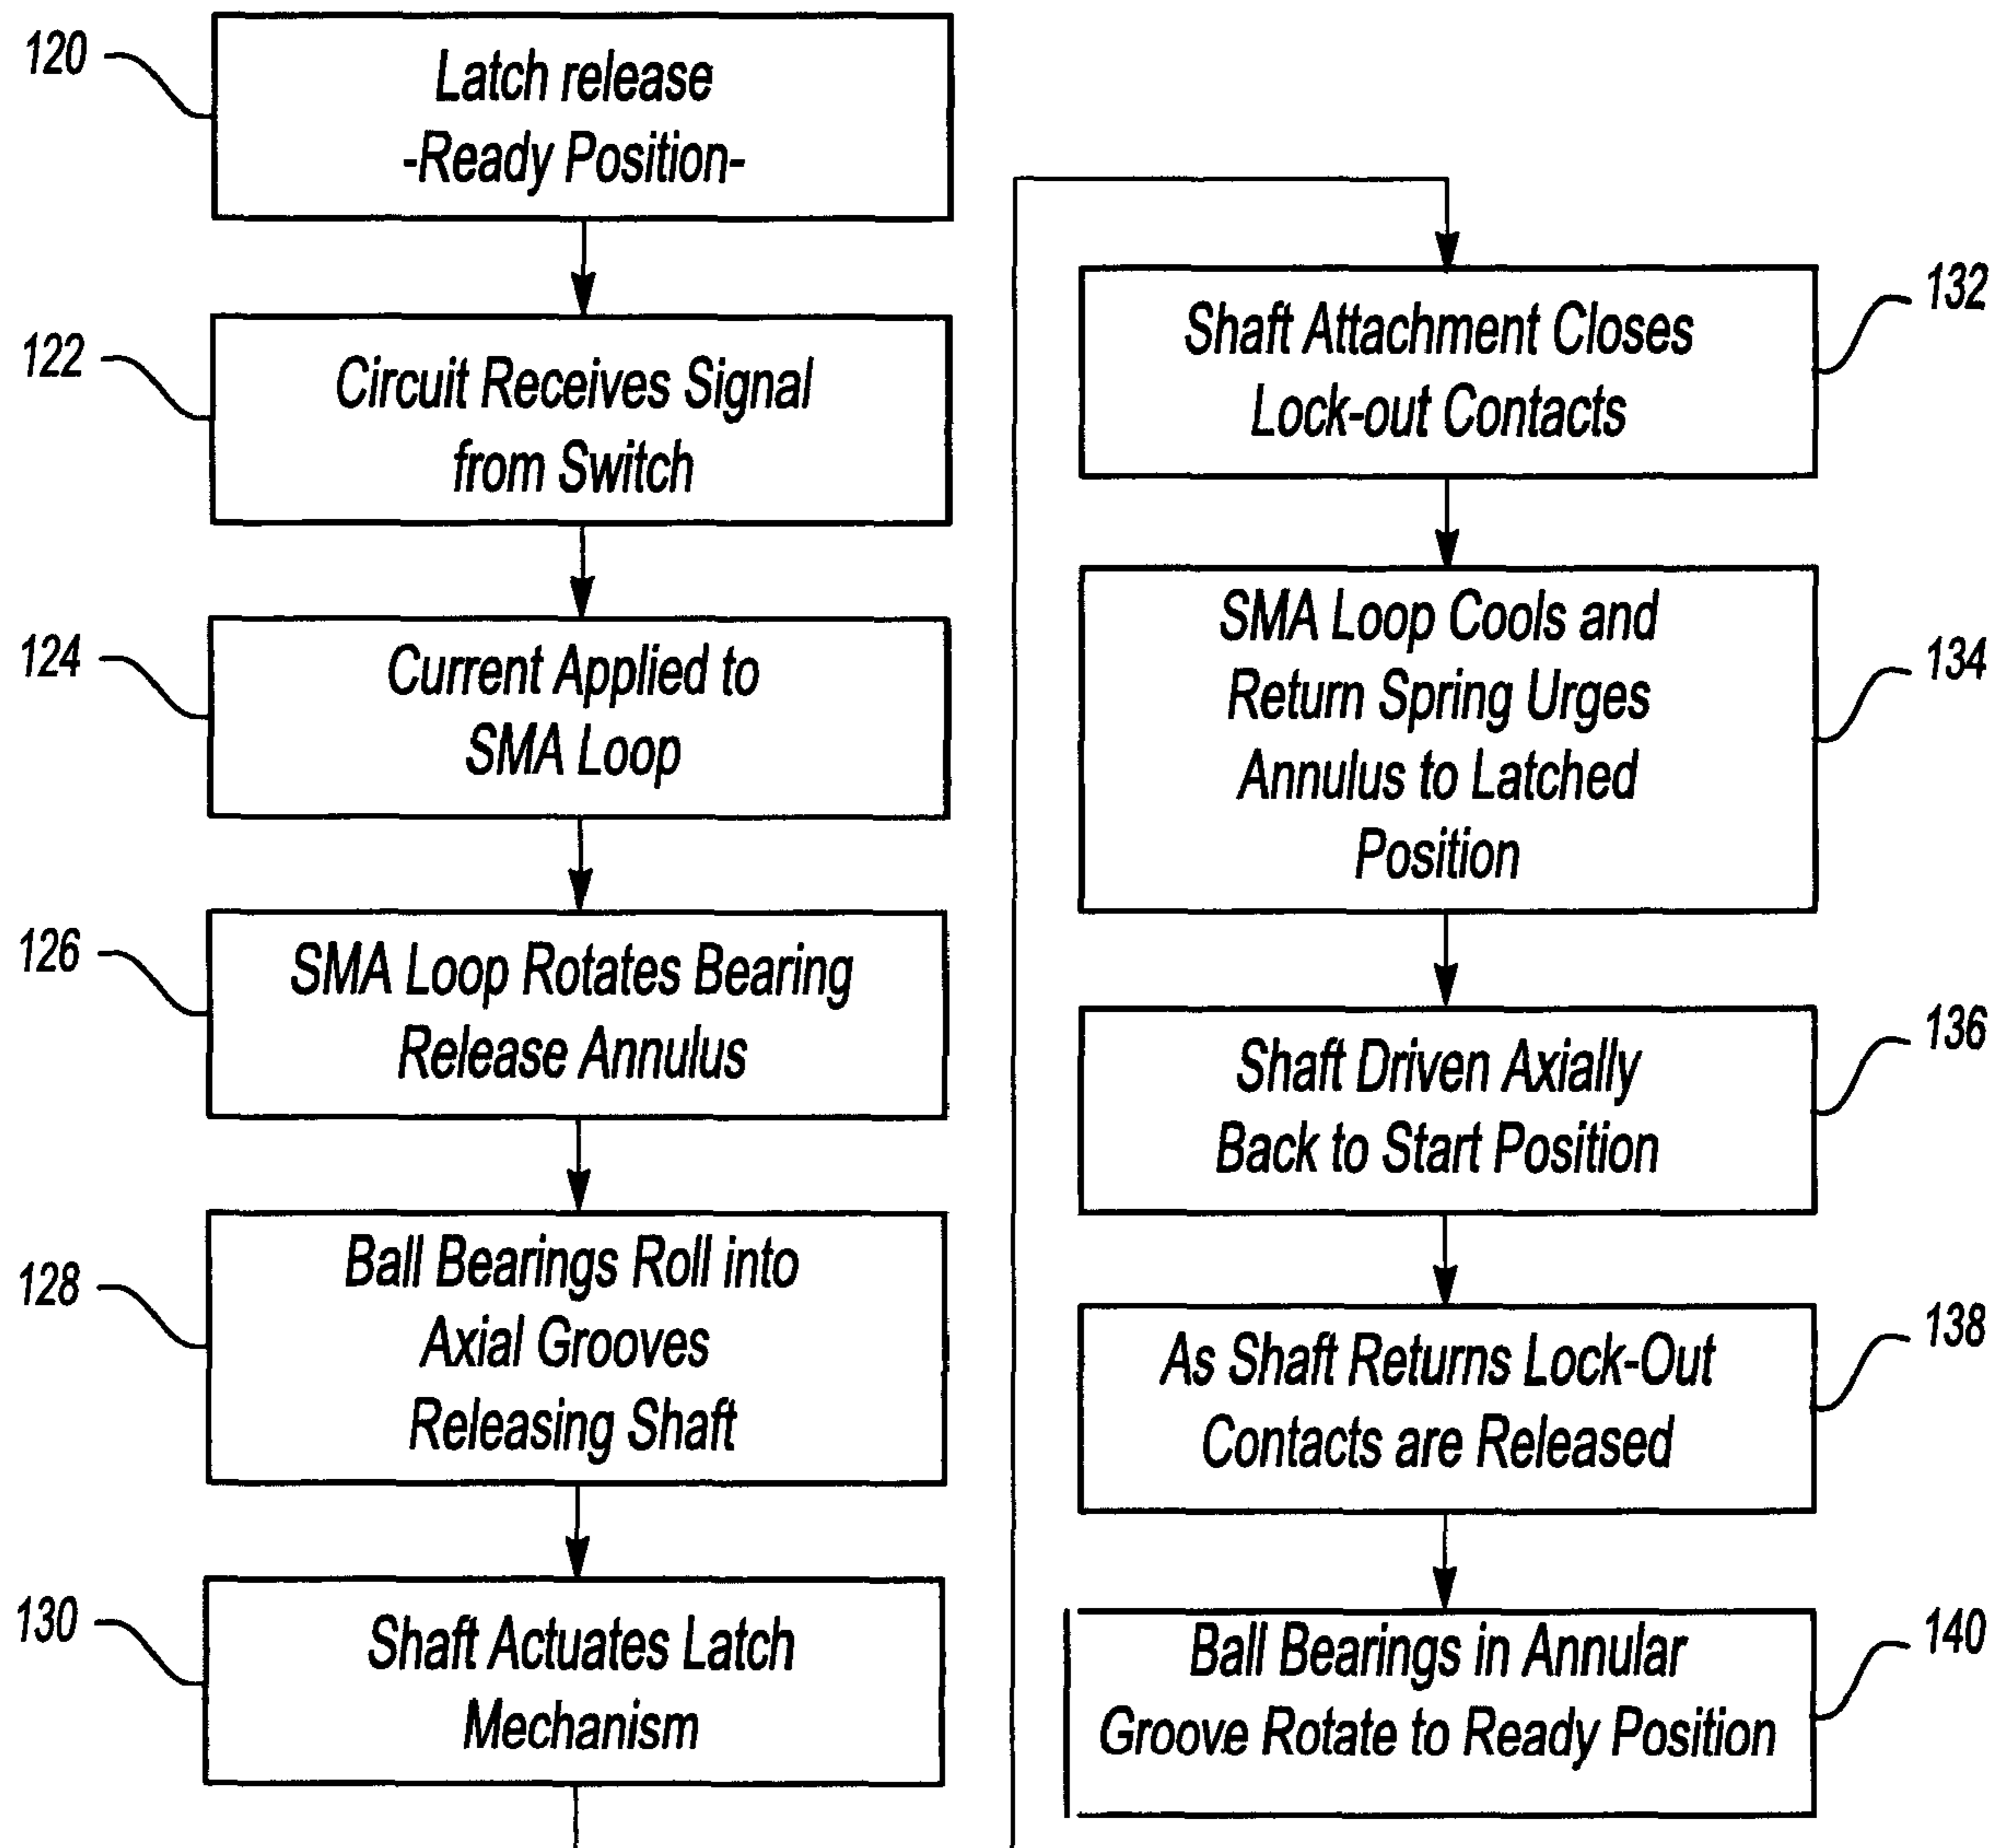 120
Latch release
-Ready Position-
122
Circuit Receives Signal
from Switch
124
Current Applied to
SMA Loop
126
SMA Loop Rotates Bearing
Release Annulus
128
Ball Bearings Roll into
Axial Grooves
Releasing Shaft
130
Shaft Actuates Latch
Mechanism
132
Shaft Attachment Closes
Lock-out Contacts
134
SMA Loop Cools and
Return Spring Urges
Annulus to Latched
Position
136
Shaft Driven Axially
Back to Start Position
138
As Shaft Returns Lock-Out
Contacts are Released
140
Ball Bearings in Annular
Groove Rotate to Ready Position